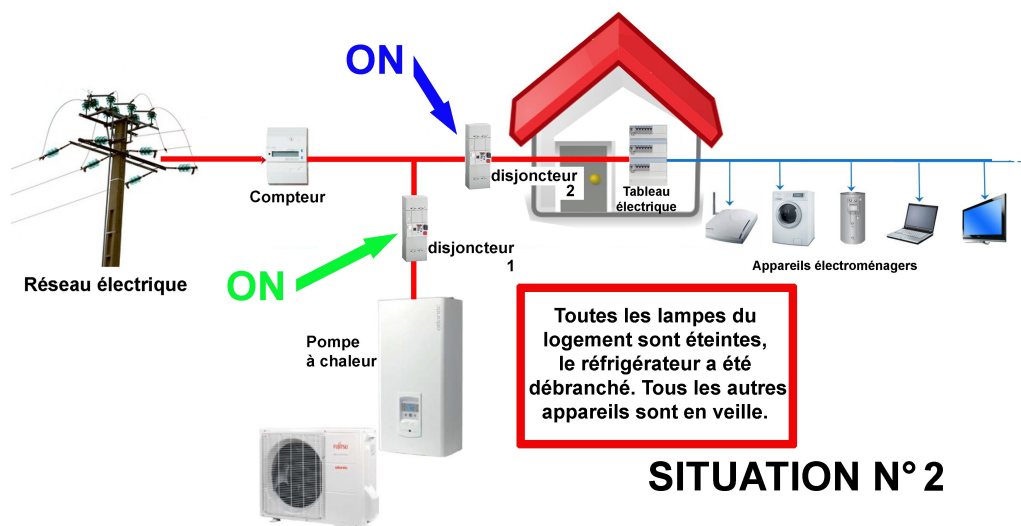 ON
Compteur
disjoncteur
2
Tableau
électrique
Réseau électrique
ON
disjoncteur
1
Appareils électroménagers
Pompe
à chaleur
Toutes les lampes du
logement sont éteintes,
le réfrigérateur a été
débranché. Tous les autres
appareils sont en veille.
FUJITSU
SITUATION N° 2